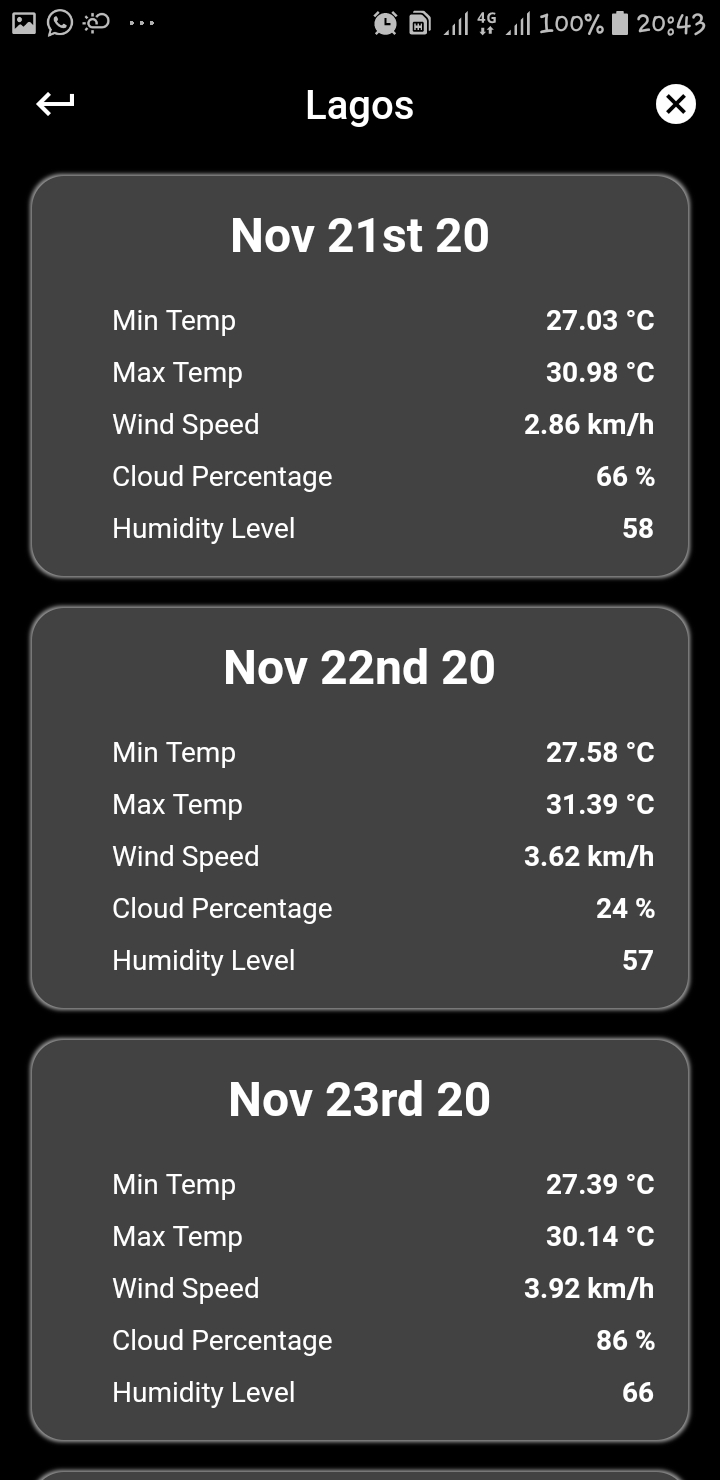 4G 100% 20:43
Lagos
Nov 21st 20
Min Temp 27.03 °C
Max Temp 30.98 °C
Wind Speed 2.86 km/h
Cloud Percentage 66 %
Humidity Level 58
Nov 22nd 20
Min Temp 27.58 °C
Max Temp 31.39 °C
Wind Speed 3.62 km/h
Cloud Percentage 24 %
Humidity Level 57
Nov 23rd 20
Min Temp 27.39 °C
Max Temp 30.14 °C
Wind Speed 3.92 km/h
Cloud Percentage 86 %
Humidity Level 66